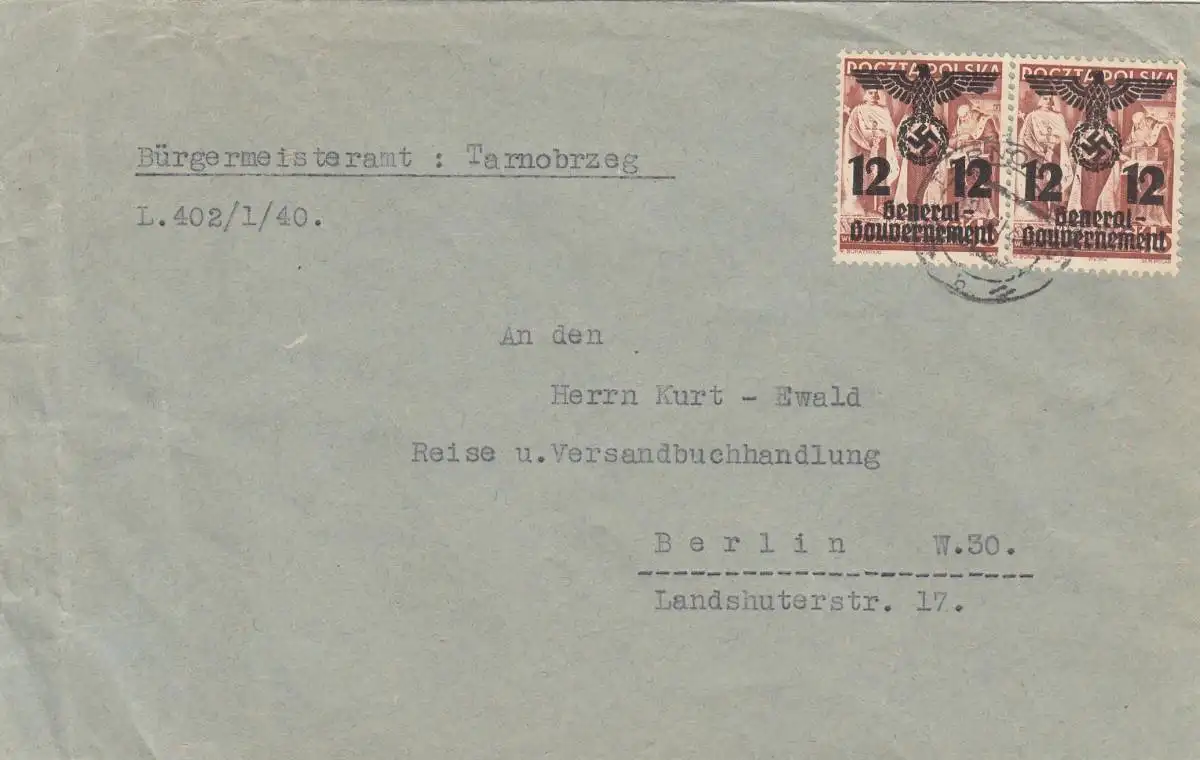 POCZTA POLSKA POCZTA POLSKA
12 12 12 12
General- General-
Gouvernement Gouvernement
Bürgermeisteramt : Tarnobrzeg
L.402/1/40.
An den
Herrn Kurt - Ewald
Reise u.Versandbuchhandlung
Berlin W.30.
Landshuterstr. 17.